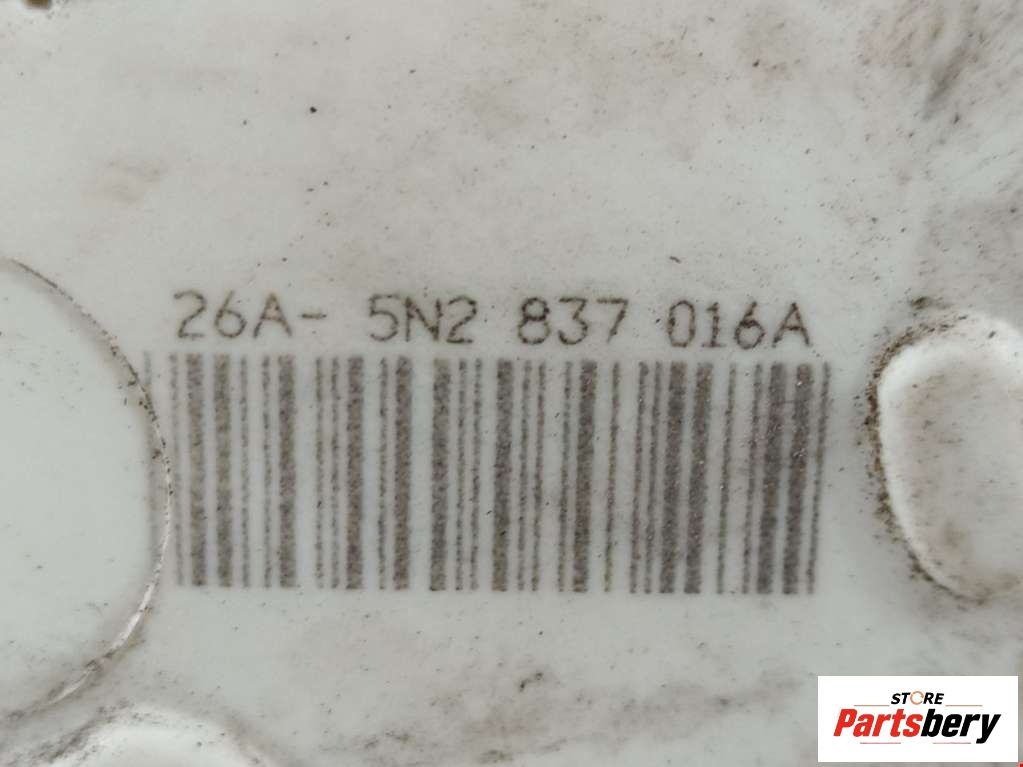 26A- 5N2 837 016A
STORE
Partsbery